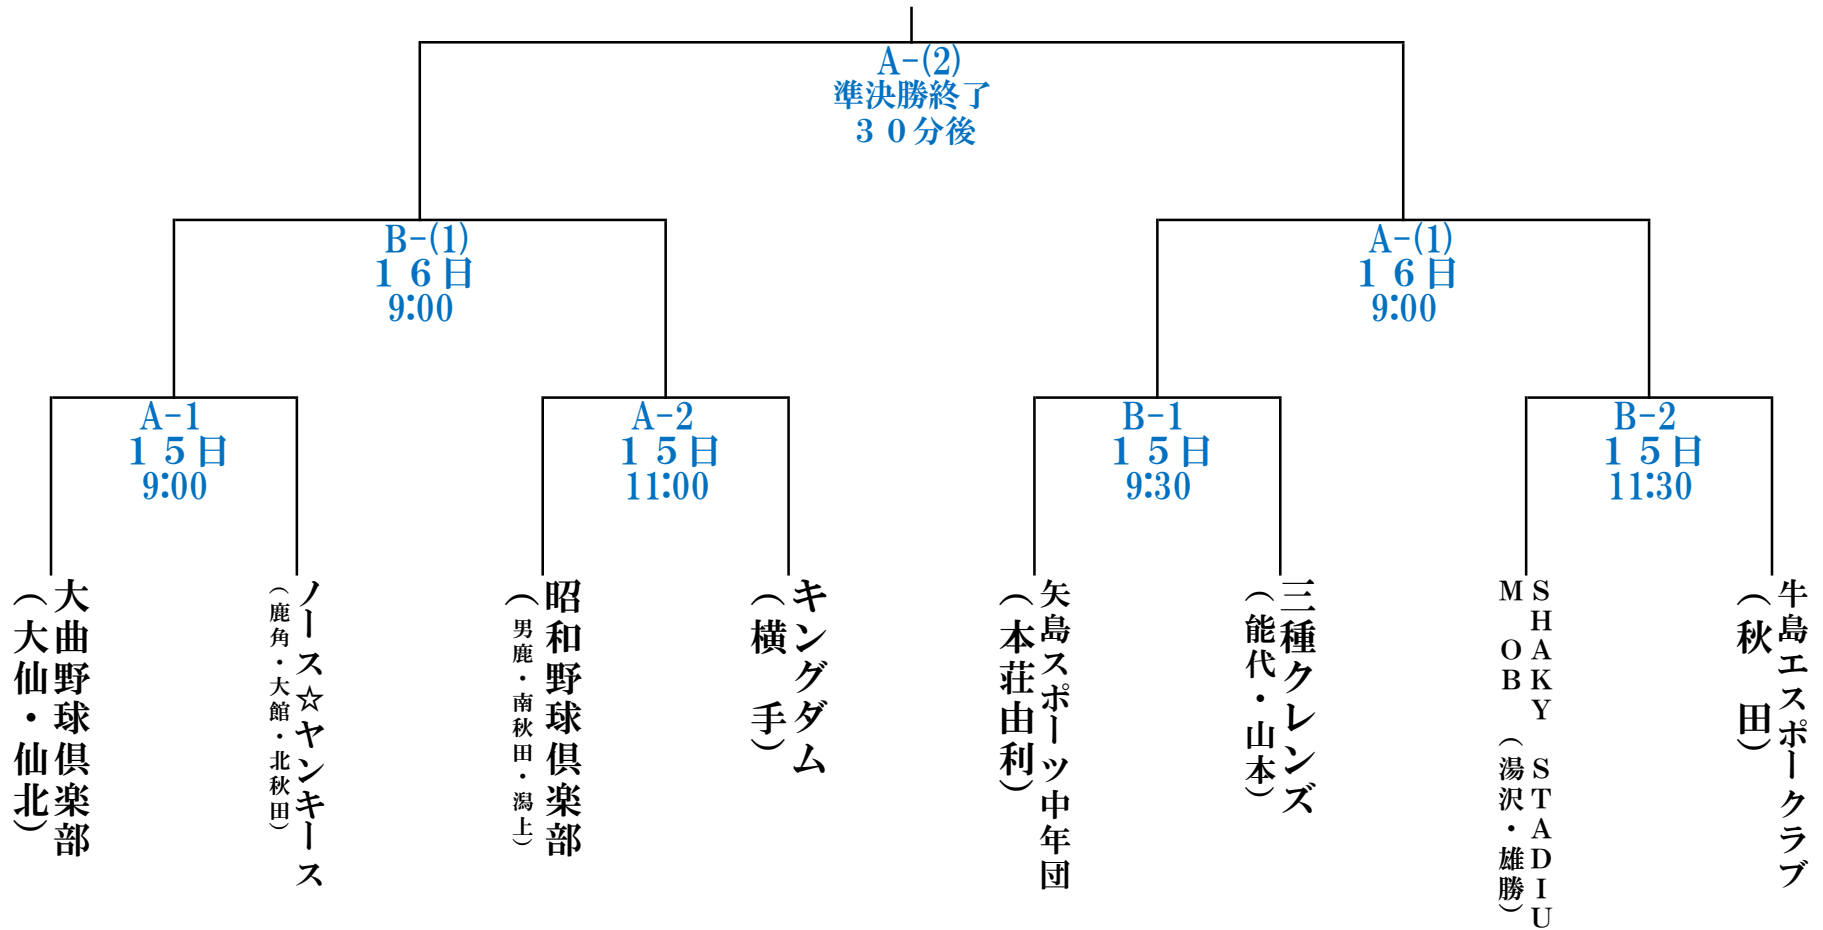 A-(2)
準決勝終了
３０分後
B-(1)
１６日
9:00
A-(1)
１６日
9:00
A-1
１５日
9:00
A-2
１５日
11:00
B-1
１５日
9:30
B-2
１５日
11:30
大曲野球倶楽部
（大仙・仙北）
ノース☆ヤンキース
（鹿角・大館・北秋田）
昭和野球倶楽部
（男鹿・南秋田・潟上）
キングダム
（横　手）
矢島スポーツ中年団
（本荘由利）
三種クレンズ
（能代・山本）
ＳＨＡＫＹ　ＳＴＡＤＩＵ
Ｍ　ＯＢ　（湯沢・雄勝）
牛島エスポークラブ
（秋　田）